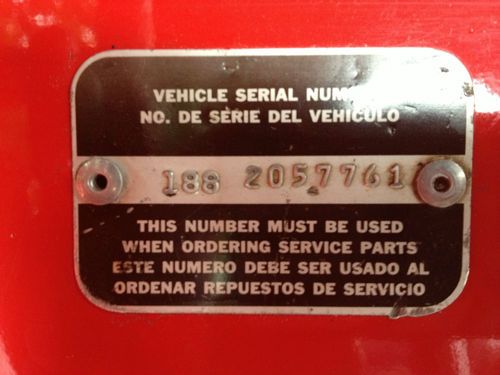 VEHICLE SERIAL
NO. DE SERIE DEL VEHICULO
188 2057761
THIS NUMBER MUST BE USED
WHEN ORDERING SERVICE PARTS
ESTE NUMERO DEBE SER USADO AL
ORDENAR REPUESTOS DE SERVICIO